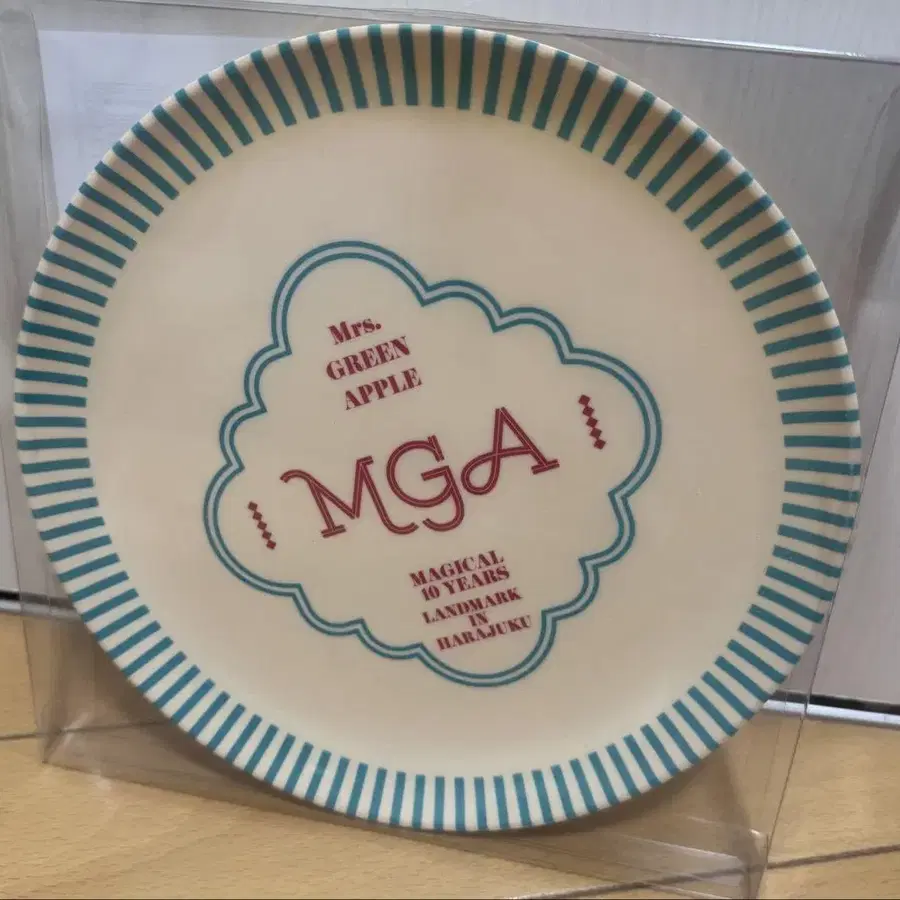 Mrs.
GREEN
APPLE
MGA
MAGICAL
10 YEARS
LANDMARK
IN
HARAJUKU